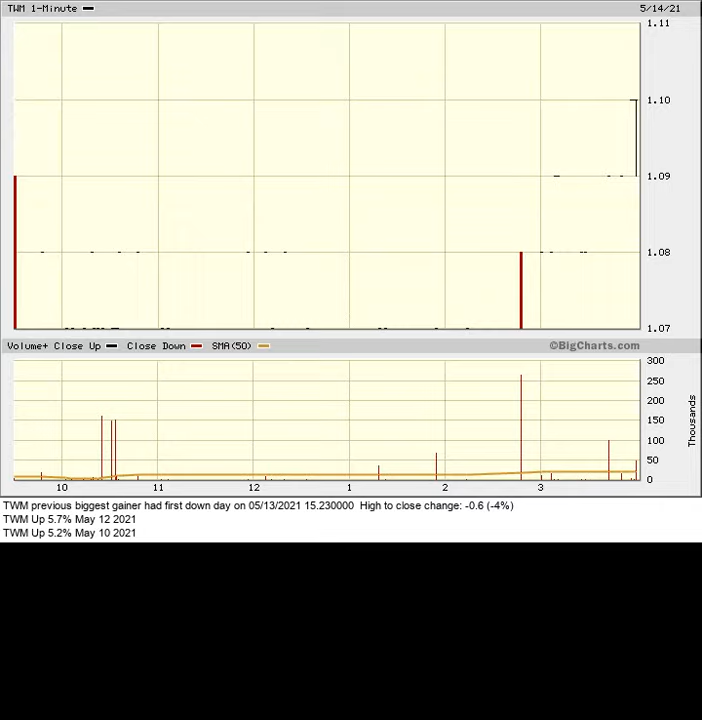 TWM 1-Minute 5/14/21
1.11
1.10
1.09
1.08
1.07
Volume+ Close Up Close Down SMA(50) ©BigCharts.com
300
250
200
150
100
50
0
Thousands
10 11 12 1 2 3
TWM previous biggest gainer had first down day on 05/13/2021 15.230000 High to close change: -0.6 (-4%)
TWM Up 5.7% May 12 2021
TWM Up 5.2% May 10 2021